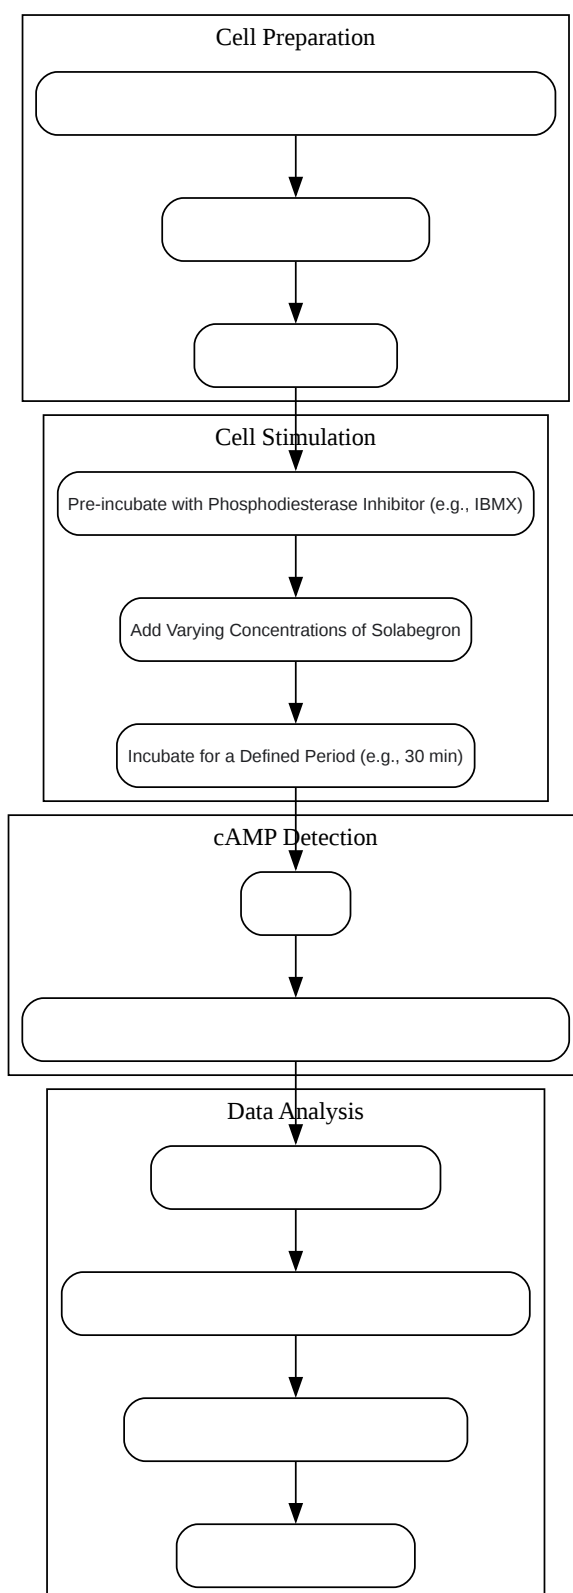 Cell Preparation
Cell Stimulation
Pre-incubate with Phosphodiesterase Inhibitor (e.g., IBMX)
Add Varying Concentrations of Solabegron
Incubate for a Defined Period (e.g., 30 min)
cAMP Detection
Data Analysis